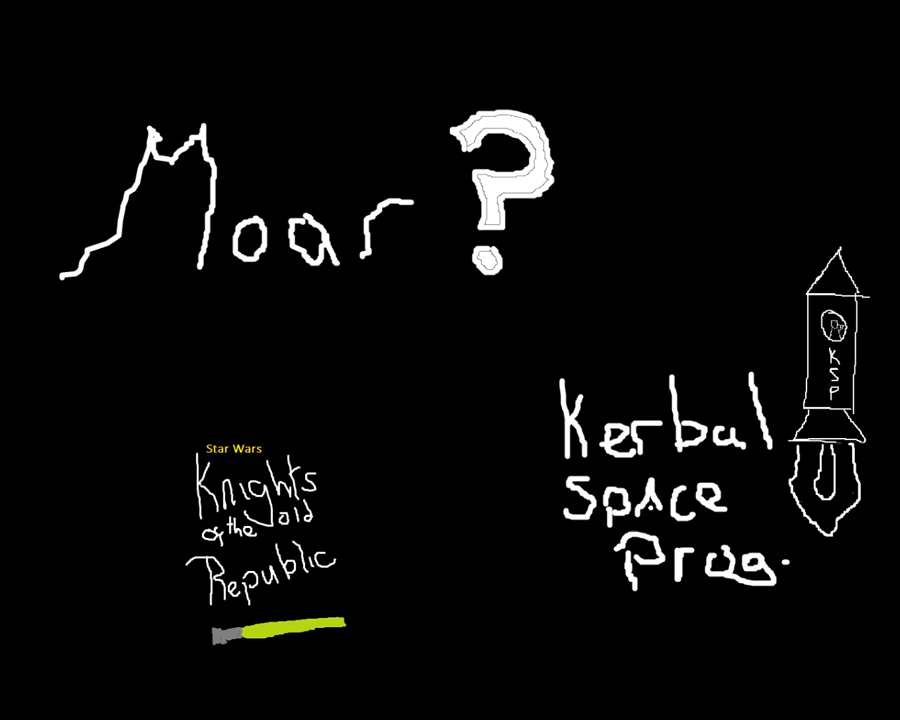 Moar ?
Star Wars
Knights
of the old
Republic
Kerbal
Space
Prog.
KSP